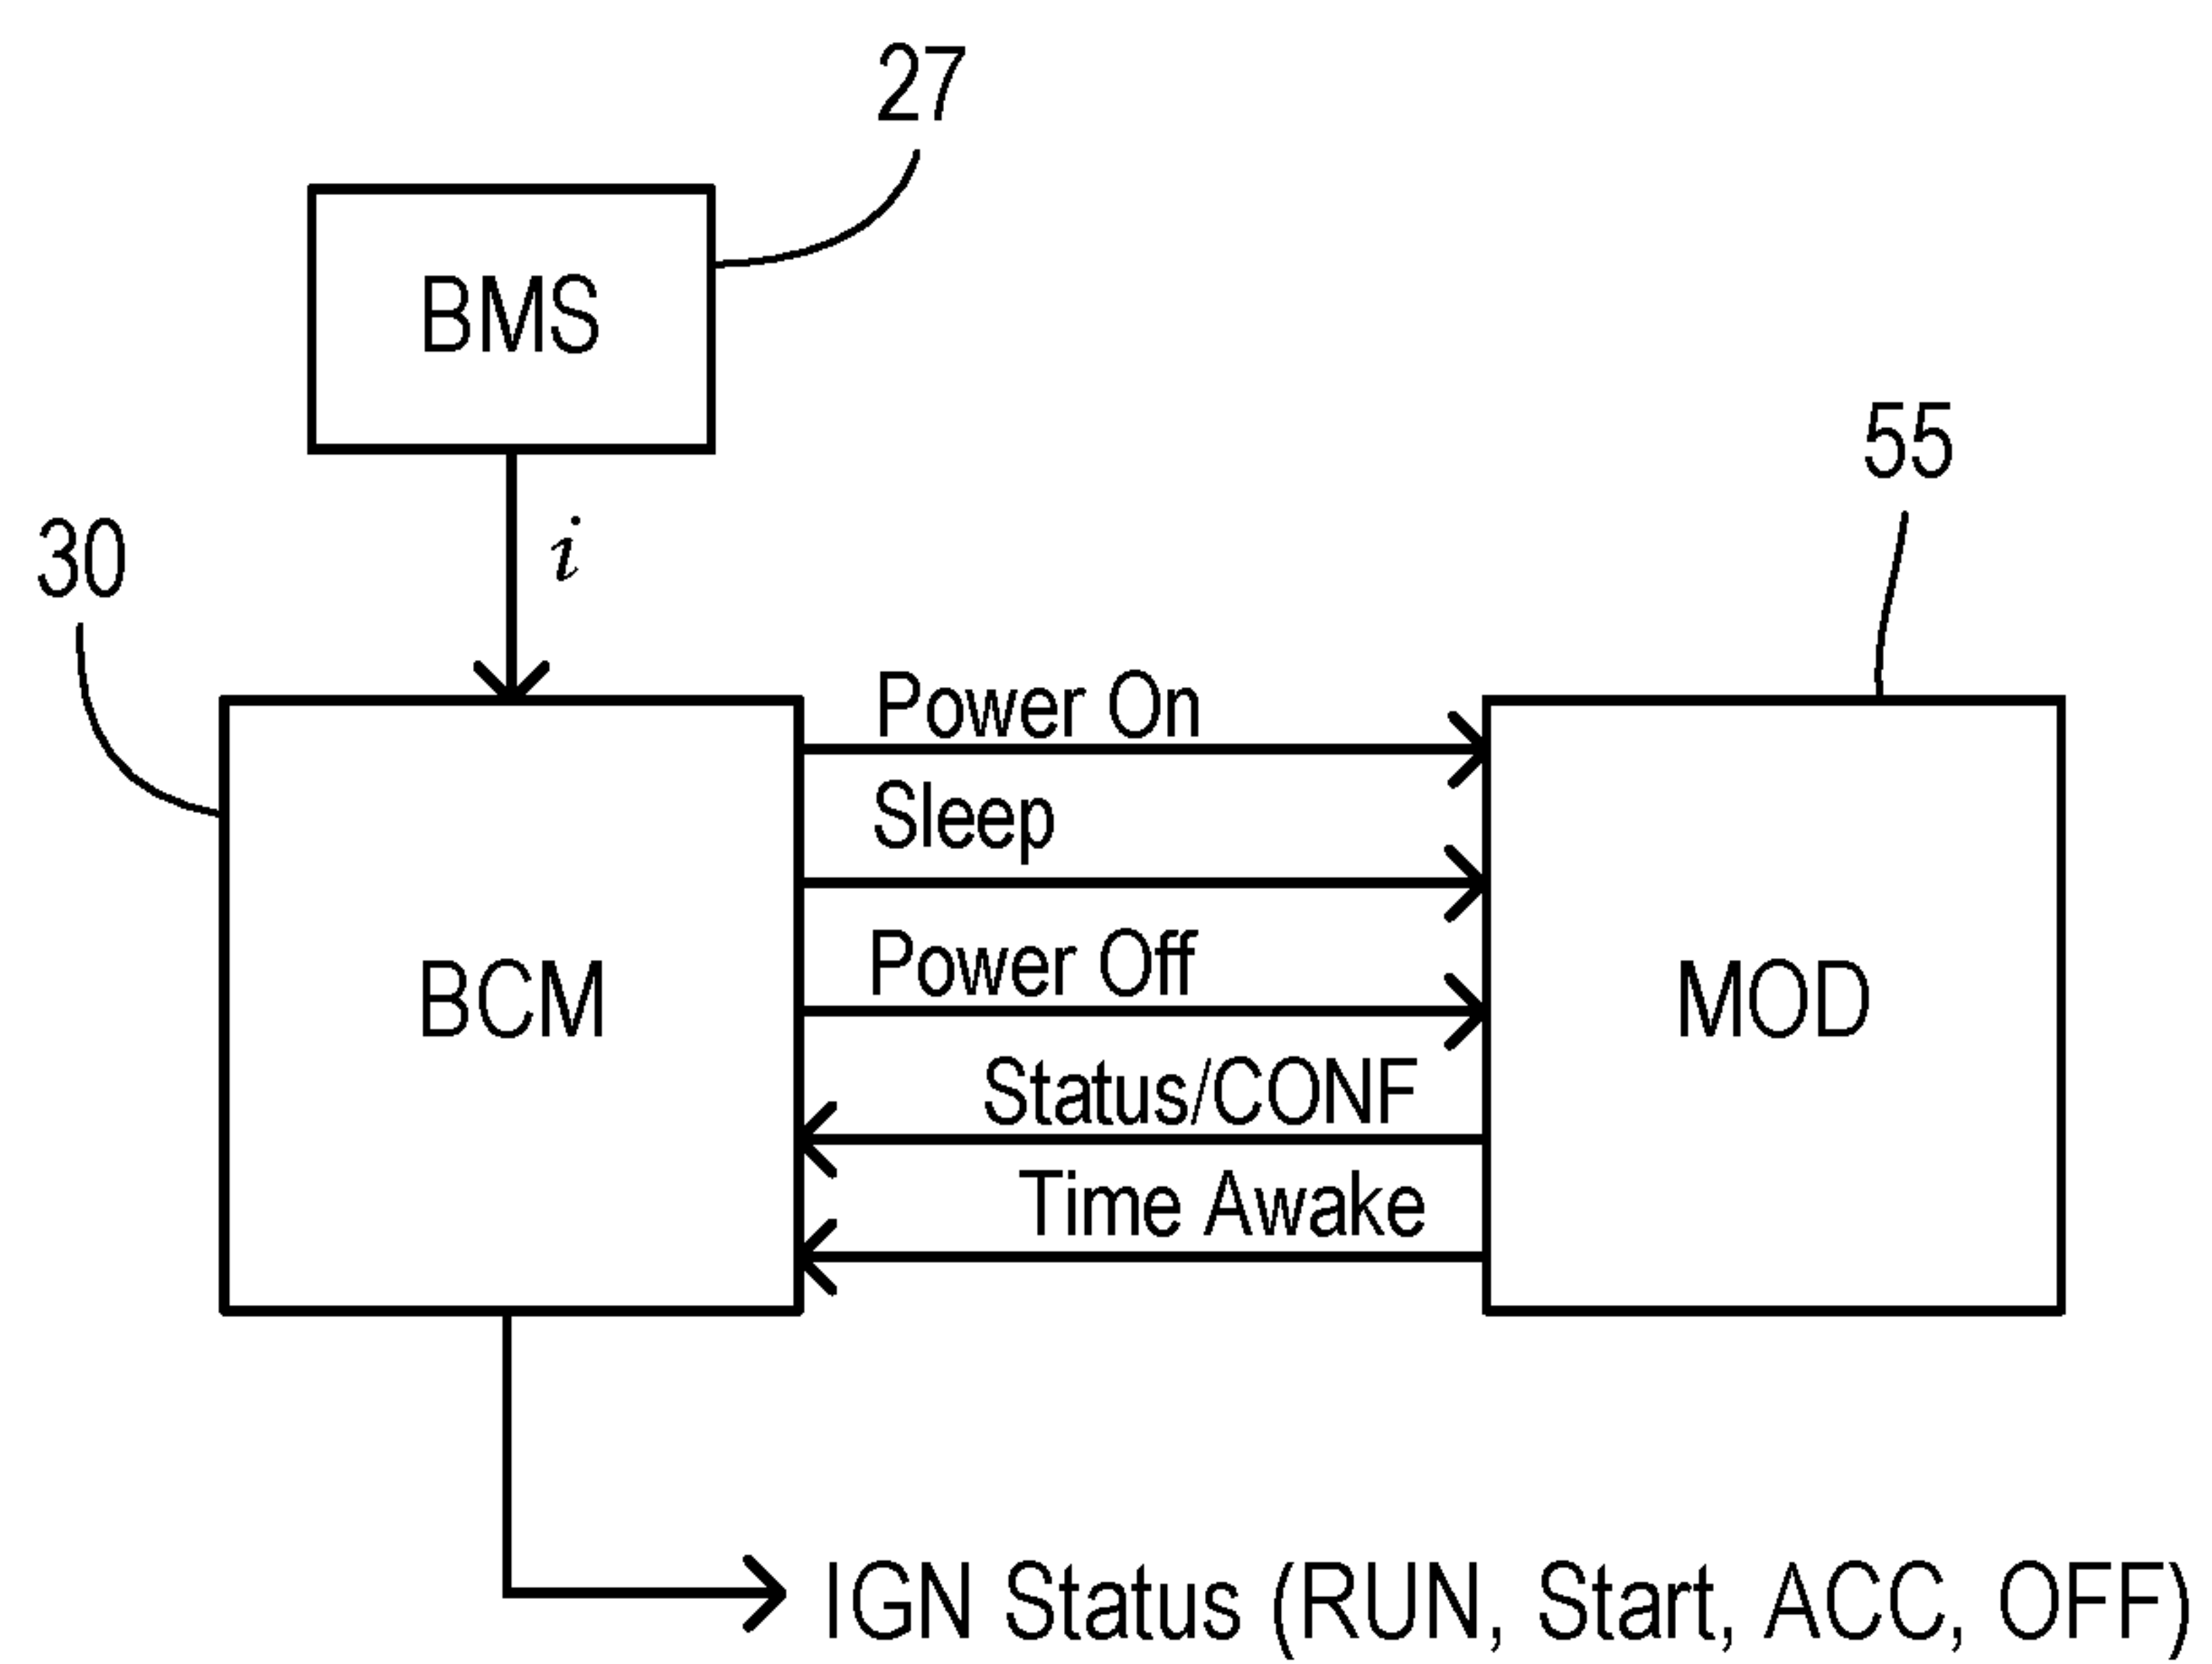 27
BMS
55
30
i
Power On
Sleep
Power Off
BCM
MOD
Status/CONF
Time Awake
IGN Status (RUN, Start, ACC, OFF)